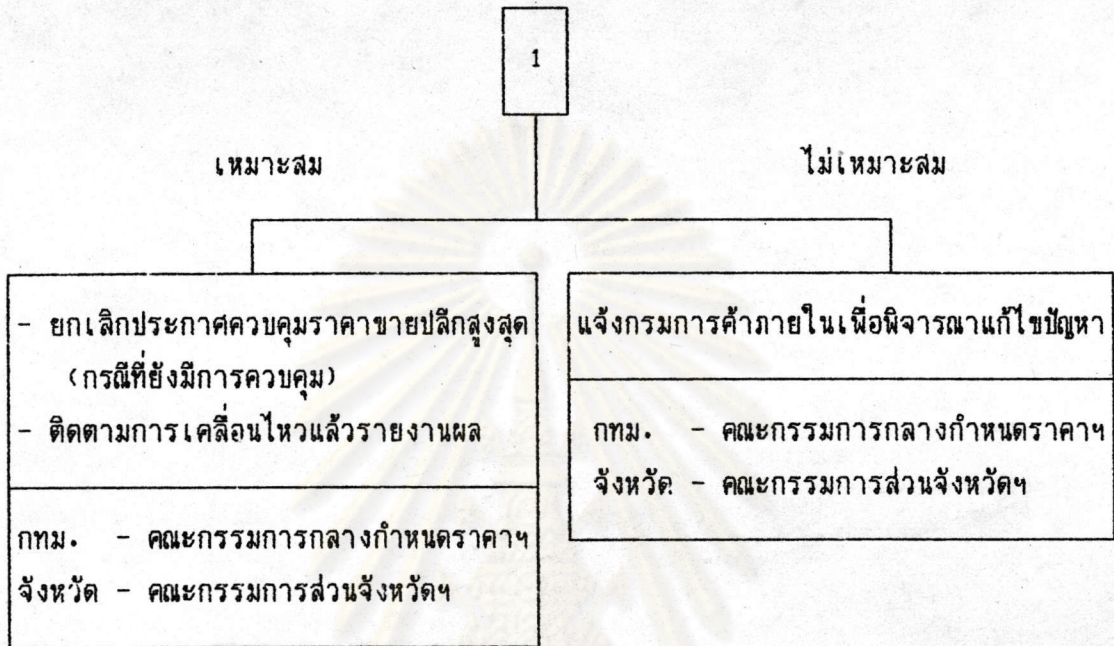 1
เหมาะสม
ไม่เหมาะสม
- ยกเลิกประกาศควบคุมราคาขายปลีกสูงสุด
(กรณีที่ยังมีการควบคุม)
- ติดตามการเคลื่อนไหวแล้วรายงานผล
กทม. - คณะกรรมการกลางกำหนดราคาฯ
จังหวัด - คณะกรรมการส่วนจังหวัดฯ
แจ้งกรมการค้าภายในเพื่อพิจารณาแก้ไขปัญหา
กทม. - คณะกรรมการกลางกำหนดราคาฯ
จังหวัด - คณะกรรมการส่วนจังหวัดฯ